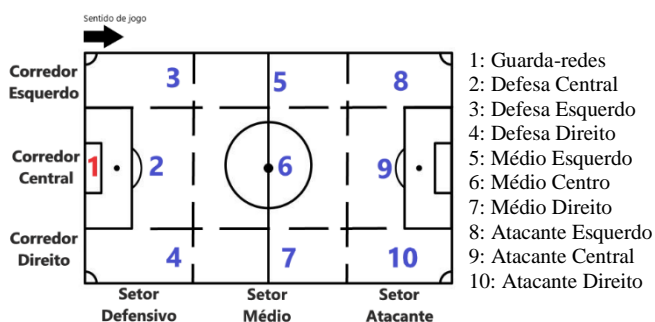 Sentido de jogo
Corredor
Esquerdo
3
5
8
Corredor
Central
1
2
6
9
Corredor
Direito
4
7
10
Setor
Defensivo
Setor
Médio
Setor
Atacante
1: Guarda-redes
2: Defesa Central
3: Defesa Esquerdo
4: Defesa Direito
5: Médio Esquerdo
6: Médio Centro
7: Médio Direito
8: Atacante Esquerdo
9: Atacante Central
10: Atacante Direito